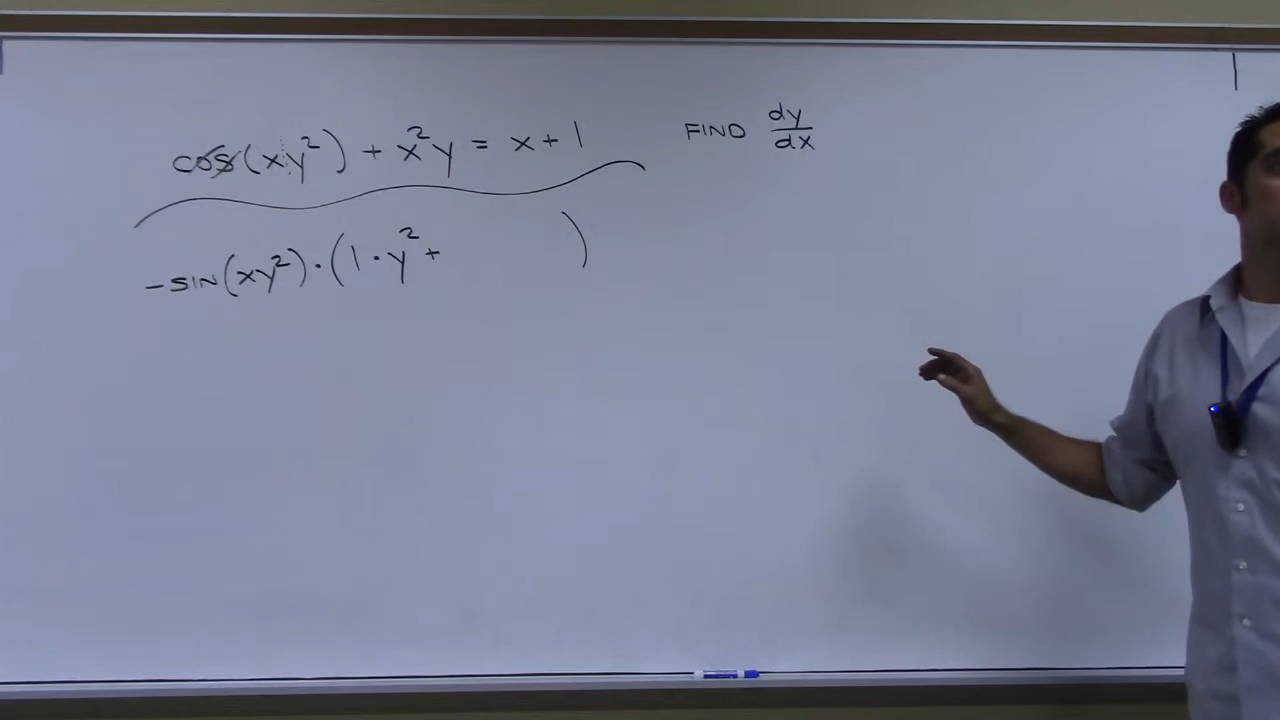 cos(xy²) + x²y = x + 1 FIND dy/dx
-SIN(xy²)·(1·y² + )